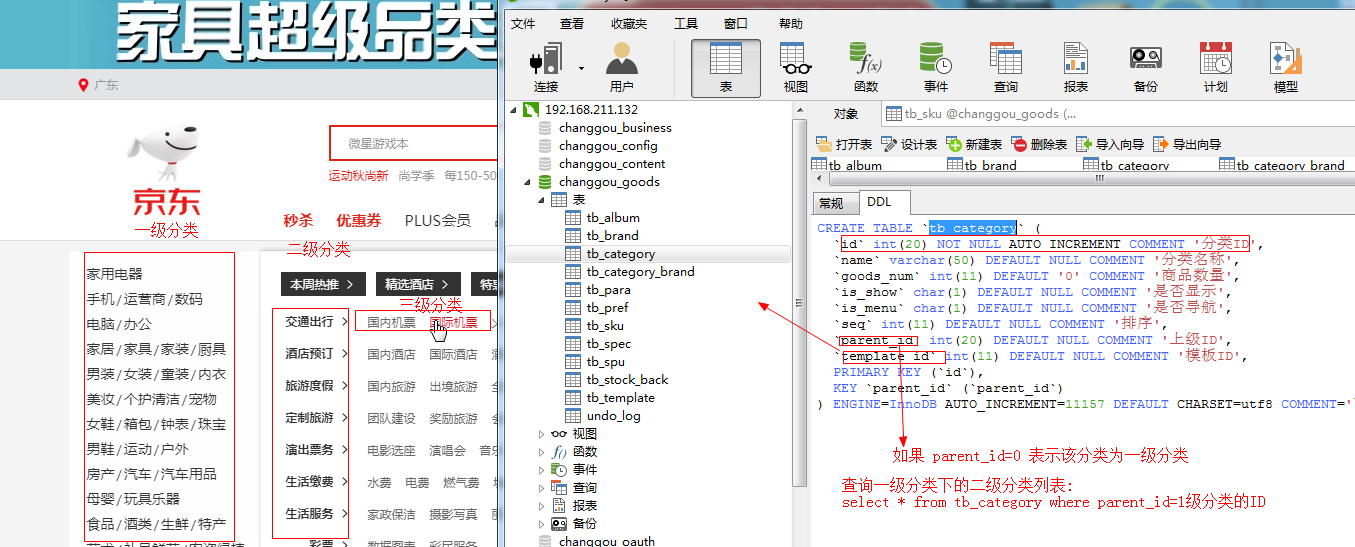 家具超级品类
广东
京东
微星游戏本
运动秋尚新 尚学季 每150-50
秒杀 优惠券 PLUS会员
一级分类
二级分类
三级分类
家用电器
手机/运营商/数码
电脑/办公
家居/家具/家装/厨具
男装/女装/童装/内衣
美妆/个护清洁/宠物
女鞋/箱包/钟表/珠宝
男鞋/运动/户外
房产/汽车/汽车用品
母婴/玩具乐器
食品/酒类/生鲜/特产
本周热推 > 精选酒店 > 特
交通出行 > 国内机票 国际机票
酒店预订 > 国内酒店 国际酒店
旅游度假 > 国内旅游 出境旅游
定制旅游 > 团队建设 奖励旅游
演出票务 > 电影选座 演唱会 音
生活缴费 > 水费 电费 燃气费
生活服务 > 家政保洁 摄影写真
彩票
文件 查看 收藏夹 工具 窗口 帮助
连接 用户 表 视图 函数 事件 查询 报表 备份 计划 模型
192.168.211.132
changgou_business
changgou_config
changgou_content
changgou_goods
表
tb_album
tb_brand
tb_category
tb_category_brand
tb_para
tb_pref
tb_sku
tb_spec
tb_spu
tb_stock_back
tb_template
undo_log
视图
函数
事件
查询
报表
备份
changgou_oauth
对象 tb_sku @changgou_goods (...
打开表 设计表 新建表 删除表 导入向导 导出向导
tb_album tb_brand tb_category tb_category_brand
常规 DDL
CREATE TABLE `tb_category` (
`id` int(20) NOT NULL AUTO_INCREMENT COMMENT '分类ID',
`name` varchar(50) DEFAULT NULL COMMENT '分类名称',
`goods_num` int(11) DEFAULT '0' COMMENT '商品数量',
`is_show` char(1) DEFAULT NULL COMMENT '是否显示',
`is_menu` char(1) DEFAULT NULL COMMENT '是否导航',
`seq` int(11) DEFAULT NULL COMMENT '排序',
`parent_id` int(20) DEFAULT NULL COMMENT '上级ID',
`template_id` int(11) DEFAULT NULL COMMENT '模板ID',
PRIMARY KEY (`id`),
KEY `parent_id` (`parent_id`)
) ENGINE=InnoDB AUTO_INCREMENT=11157 DEFAULT CHARSET=utf8 COMMENT='
如果 parent_id=0 表示该分类为一级分类
查询一级分类下的二级分类列表:
select * from tb_category where parent_id=1级分类的ID